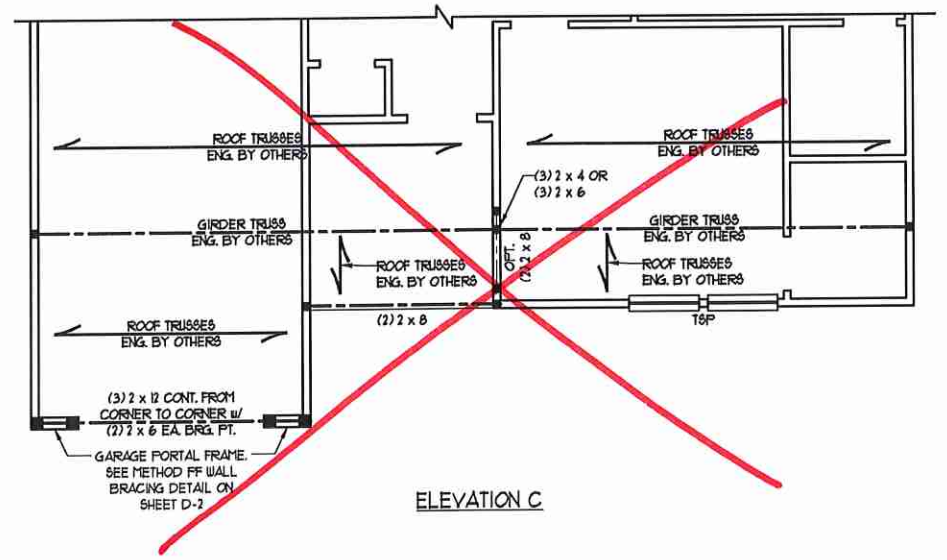 ROOF TRUSSES
ENG. BY OTHERS
ROOF TRUSSES
ENG. BY OTHERS
(3) 2 x 4 OR
(3) 2 x 6
GIRDER TRUSS
ENG. BY OTHERS
GIRDER TRUSS
ENG. BY OTHERS
OPT.
(2) 2 x 8
ROOF TRUSSES
ENG. BY OTHERS
ROOF TRUSSES
ENG. BY OTHERS
(2) 2 x 8
TSP
ROOF TRUSSES
ENG. BY OTHERS
(3) 2 x 12 CONT. FROM
CORNER TO CORNER w/
(2) 2 x 6 EA. BRG. PT.
GARAGE PORTAL FRAME.
SEE METHOD PF WALL
BRACING DETAIL ON
SHEET D-2
ELEVATION C